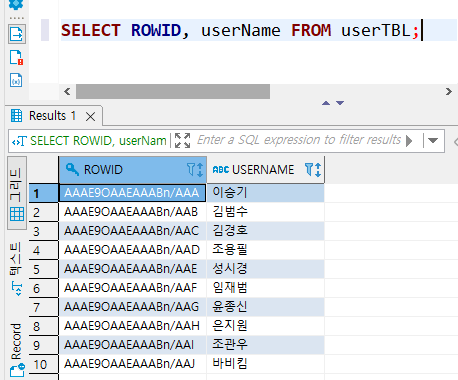 SELECT ROWID, userName FROM userTBL;
Results 1
SELECT ROWID, userNam Enter a SQL expression to filter results
그리드
텍스트
Record
ROWID ABC USERNAME
1 AAAE9OAAEAAABn/AAA 이승기
2 AAAE9OAAEAAABn/AAB 김범수
3 AAAE9OAAEAAABn/AAC 김경호
4 AAAE9OAAEAAABn/AAD 조용필
5 AAAE9OAAEAAABn/AAE 성시경
6 AAAE9OAAEAAABn/AAF 임재범
7 AAAE9OAAEAAABn/AAG 윤종신
8 AAAE9OAAEAAABn/AAH 은지원
9 AAAE9OAAEAAABn/AAI 조관우
10 AAAE9OAAEAAABn/AAJ 바비킴